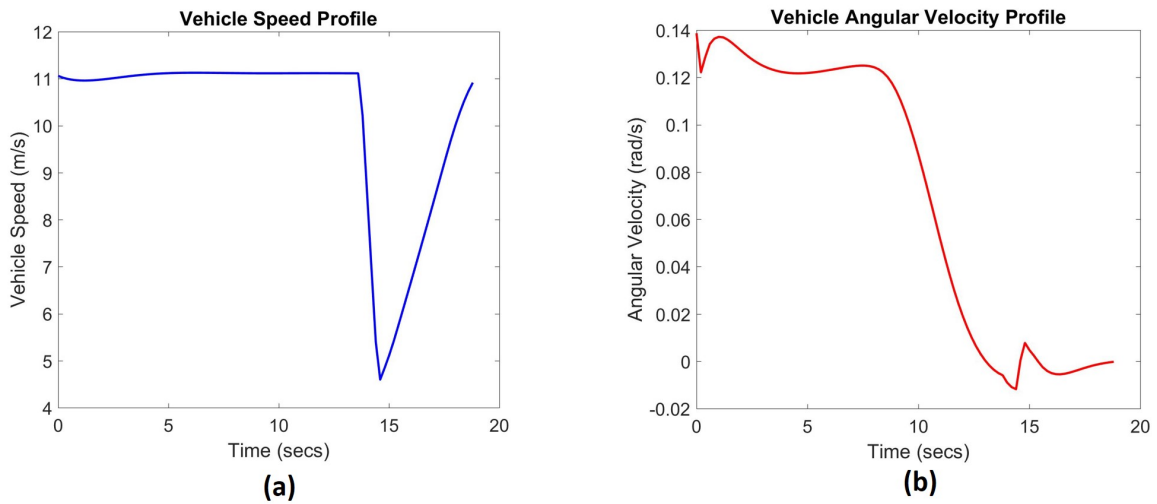 Vehicle Speed Profile
12
11
10
9
8
7
6
5
4
Vehicle Speed (m/s)
0 5 10 15 20
Time (secs)
(a)
Vehicle Angular Velocity Profile
0.14
0.12
0.1
0.08
0.06
0.04
0.02
0
-0.02
Angular Velocity (rad/s)
0 5 10 15 20
Time (secs)
(b)